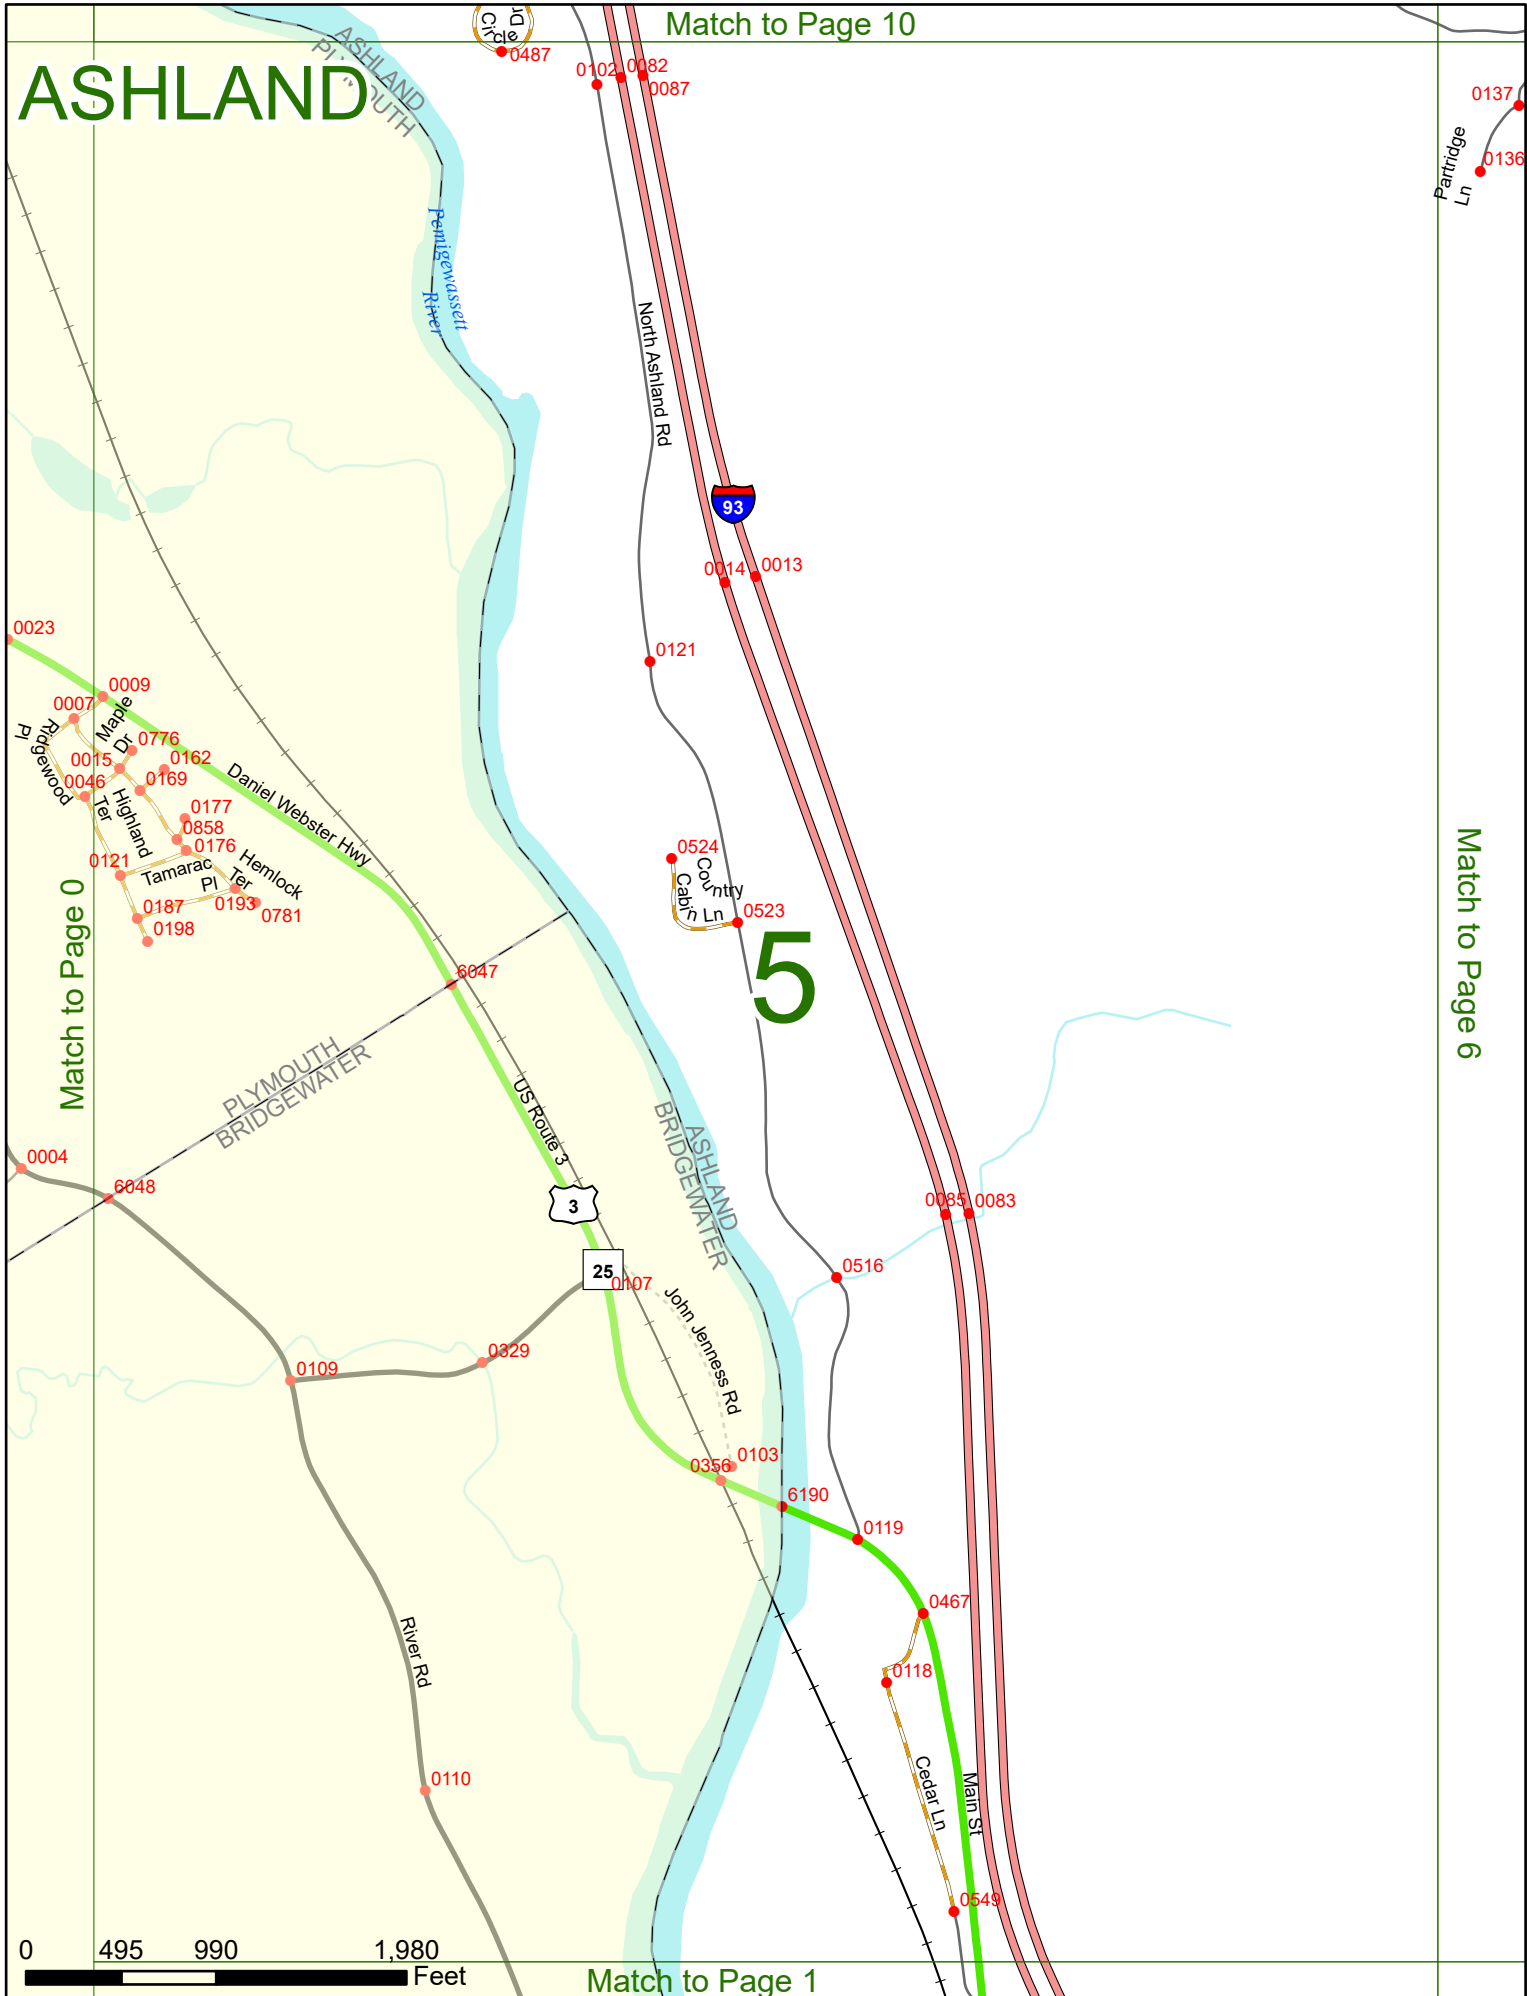 Match to Page 10
Circle Dr
0487
0102
0082
0087
ASHLAND
ASHLAND
PLYMOUTH
0137
0136
Partridge
Ln
Pemigewassett
River
North Ashland Rd
93
0014
0013
0121
0023
0009
0007
Maple
Dr
Ridgewood
Pl
0776
0015
0162
0046
0169
Ter
Highland
0177
0858
0176
Daniel Webster Hwy
0121
Tamarac
Pl
Hemlock
Ter
0187
0193
0781
0198
0524
Country
Cabin Ln
0523
5
Match to Page 0
Match to Page 6
6047
PLYMOUTH
BRIDGEWATER
US Route 3
ASHLAND
BRIDGEWATER
0004
6048
3
0085
0083
25
0107
0516
John Jenness Rd
0109
0329
0103
0356
6190
0119
0467
River Rd
0118
0110
Cedar Ln
Main St
0549
0
495
990
1,980
Feet
Match to Page 1